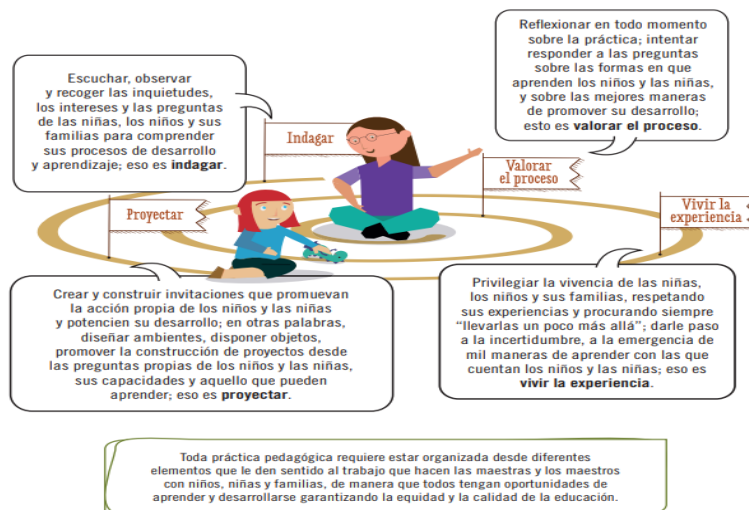 Escuchar, observar
y recoger las inquietudes,
los intereses y las preguntas
de las niñas, los niños y sus
familias para comprender
sus procesos de desarrollo
y aprendizaje; eso es indagar.
Indagar
Reflexionar en todo momento
sobre la práctica; intentar
responder a las preguntas
sobre las formas en que
aprenden los niños y las niñas,
y sobre las mejores maneras
de promover su desarrollo;
esto es valorar el proceso.
Valorar
el proceso
Proyectar
Vivir la
experiencia
Crear y construir invitaciones que promuevan
la acción propia de los niños y las niñas
y potencien su desarrollo; en otras palabras,
diseñar ambientes, disponer objetos,
promover la construcción de proyectos desde
las preguntas propias de los niños y las niñas,
sus capacidades y aquello que pueden
aprender; eso es proyectar.
Privilegiar la vivencia de las niñas,
los niños y sus familias, respetando
sus experiencias y procurando siempre
“llevarlas un poco más allá”; darle paso
a la incertidumbre, a la emergencia de
mil maneras de aprender con las que
cuentan los niños y las niñas; eso es
vivir la experiencia.
Toda práctica pedagógica requiere estar organizada desde diferentes
elementos que le den sentido al trabajo que hacen las maestras y los maestros
con niños, niñas y familias, de manera que todos tengan oportunidades de
aprender y desarrollarse garantizando la equidad y la calidad de la educación.